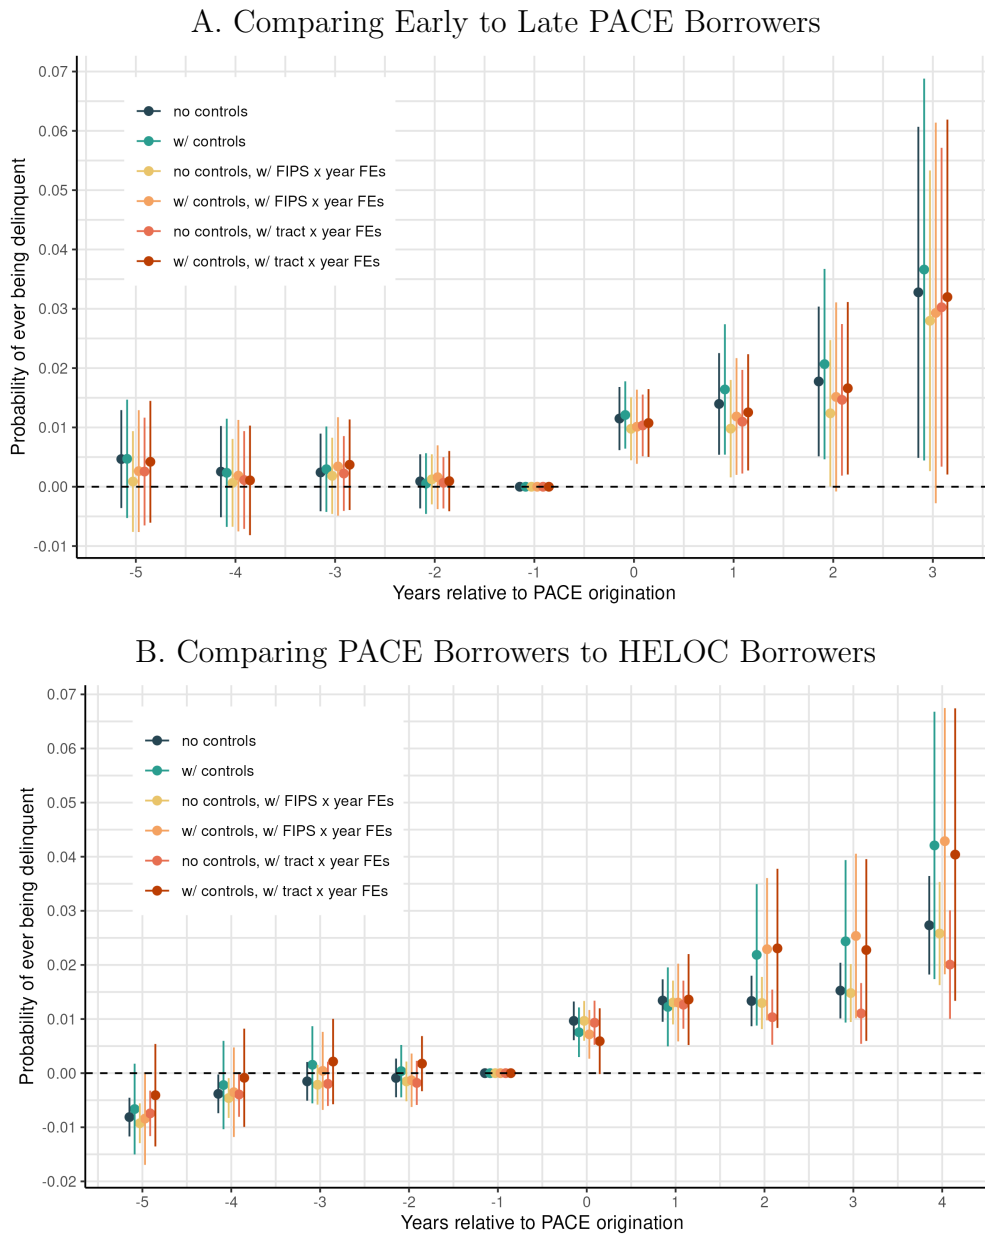 A. Comparing Early to Late PACE Borrowers
Probability of ever being delinquent
0.07
0.06
0.05
0.04
0.03
0.02
0.01
0.00
-0.01
no controls
w/ controls
no controls, w/ FIPS x year FEs
w/ controls, w/ FIPS x year FEs
no controls, w/ tract x year FEs
w/ controls, w/ tract x year FEs
-5 -4 -3 -2 -1 0 1 2 3
Years relative to PACE origination
B. Comparing PACE Borrowers to HELOC Borrowers
Probability of ever being delinquent
0.07
0.06
0.05
0.04
0.03
0.02
0.01
0.00
-0.01
-0.02
no controls
w/ controls
no controls, w/ FIPS x year FEs
w/ controls, w/ FIPS x year FEs
no controls, w/ tract x year FEs
w/ controls, w/ tract x year FEs
-5 -4 -3 -2 -1 0 1 2 3 4
Years relative to PACE origination